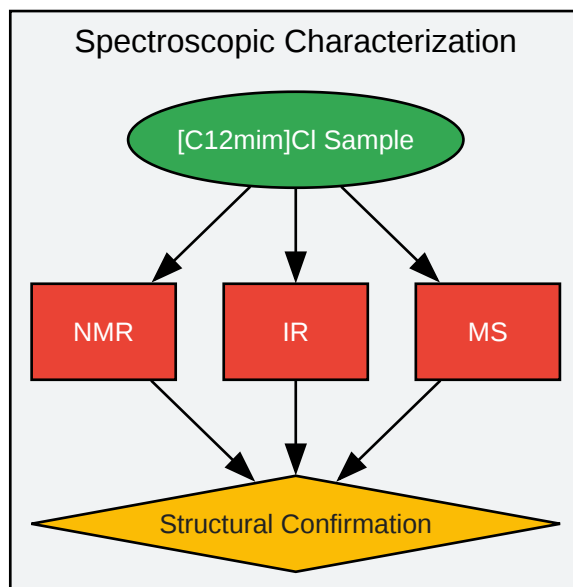 Spectroscopic Characterization
[C12mim]Cl Sample
NMR
IR
MS
Structural Confirmation